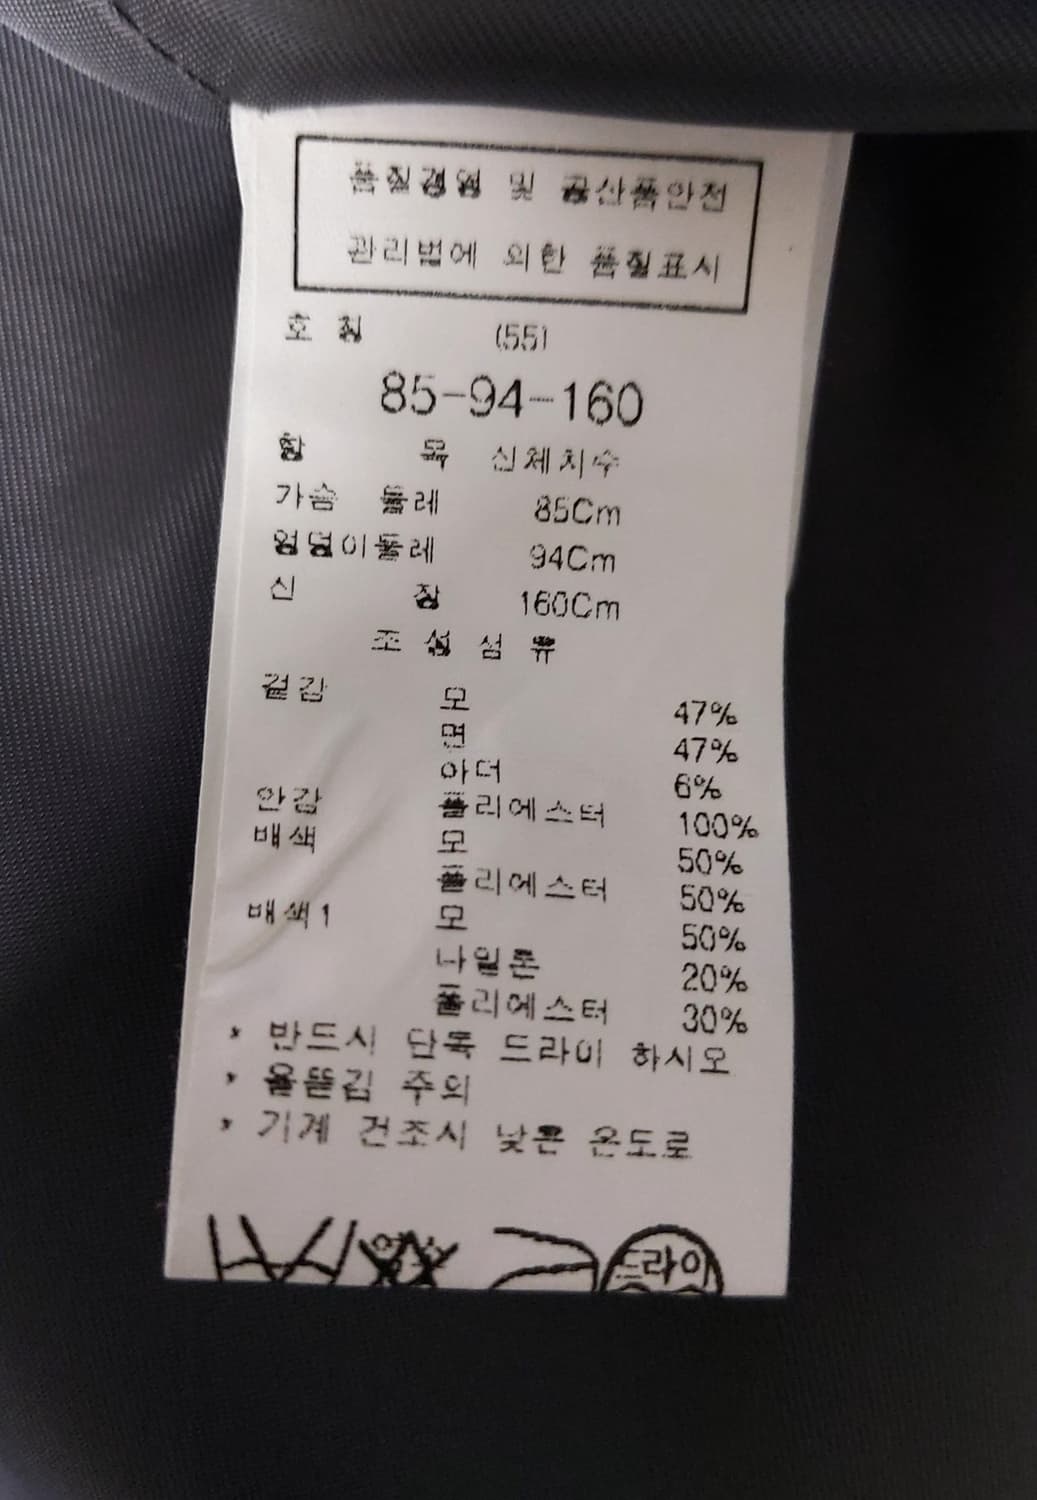 품질경영 및 공산품안전
관리법에 의한 품질표시
호 칭 (55)
85-94-160
항 목 신체치수
가슴 둘레 85Cm
엉덩이둘레 94Cm
신 장 160Cm
조 성 섬 유
겉감 모 47%
면 47%
아더 6%
안감 폴리에스터 100%
배색 모 50%
폴리에스터 50%
배색1 모 50%
나일론 20%
폴리에스터 30%
* 반드시 단독 드라이 하시오
* 올뜯김 주의
* 기계 건조시 낮은 온도로
드라이